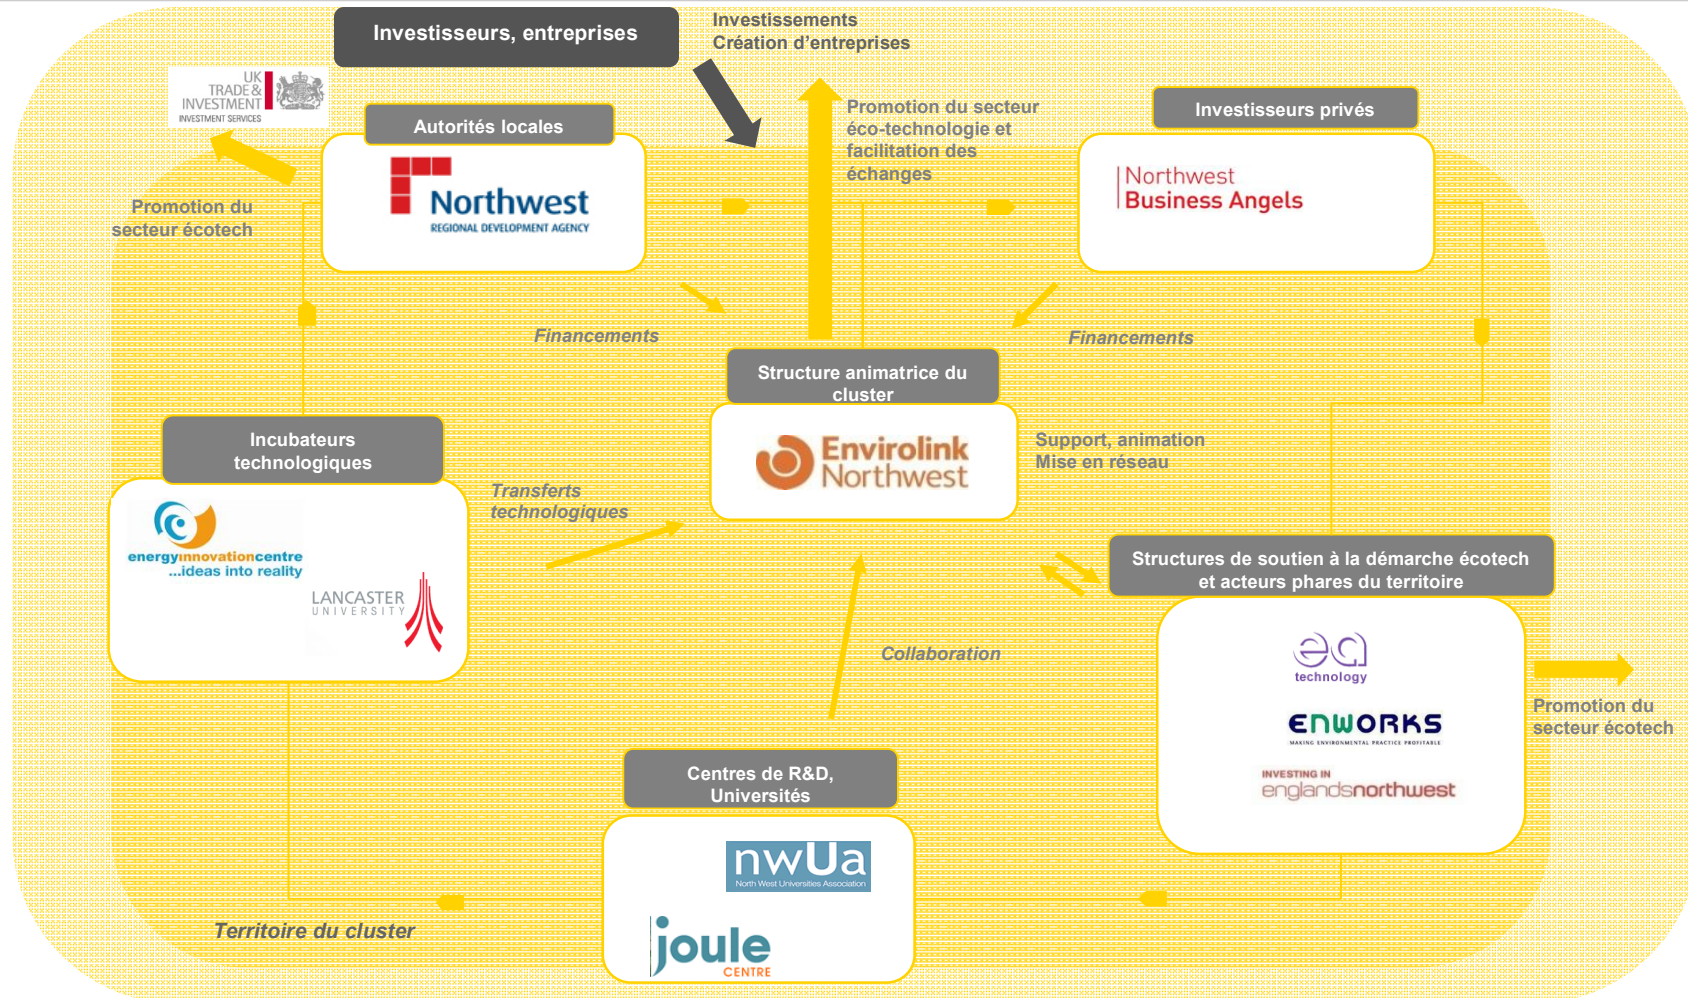 Investisseurs, entreprises
Investissements
Création d’entreprises
UK
TRADE &
INVESTMENT
INVESTMENT SERVICES
Autorités locales
Northwest
REGIONAL DEVELOPMENT AGENCY
Promotion du secteur
éco-technologie et
facilitation des
échanges
Investisseurs privés
Northwest
Business Angels
Promotion du
secteur écotech
Financements
Financements
Structure animatrice du
cluster
Envirolink
Northwest
Support, animation
Mise en réseau
Incubateurs
technologiques
energyinnovationcentre
...ideas into reality
LANCASTER
UNIVERSITY
Transferts
technologiques
Structures de soutien à la démarche écotech
et acteurs phares du territoire
ea
technology
ENWORKS
MAKING ENVIRONMENTAL PRACTICE PROFITABLE
INVESTING IN
englandsnorthwest
Promotion du
secteur écotech
Collaboration
Centres de R&D,
Universités
nwUa
North West Universities Association
joule
CENTRE
Territoire du cluster